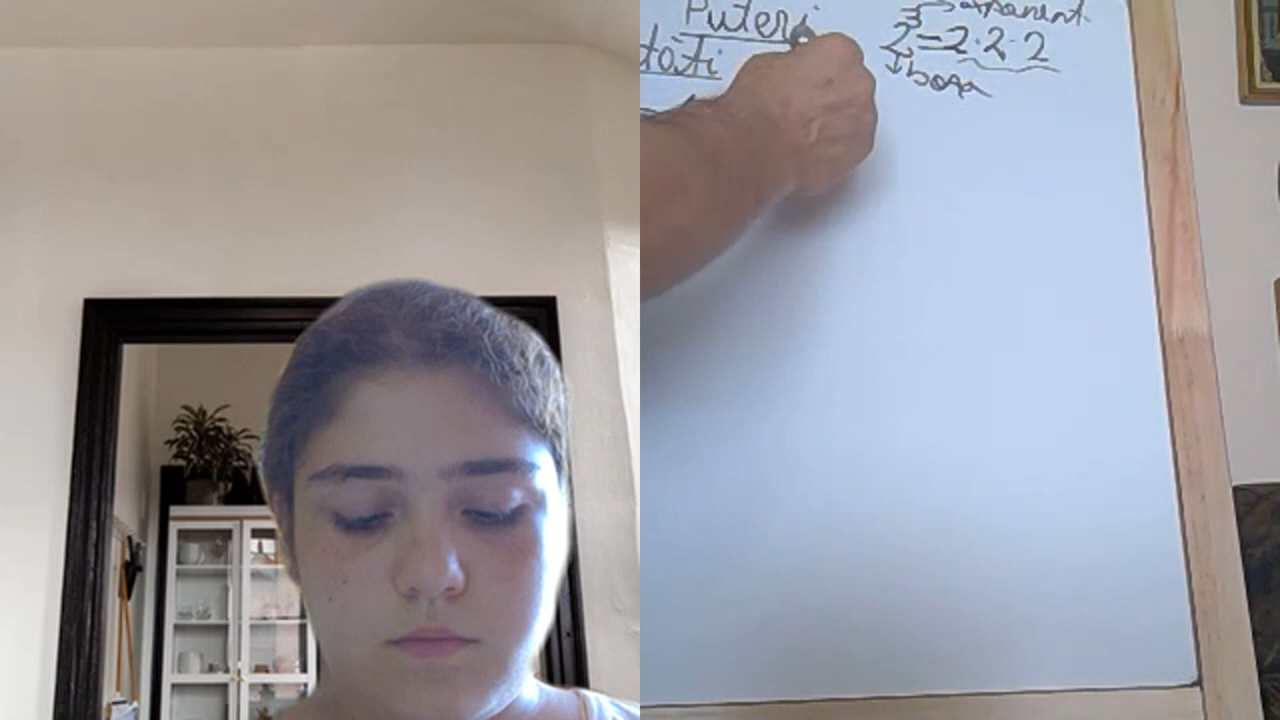 Puteri
2³ = 2·2·2
→ exponent
↓ baza